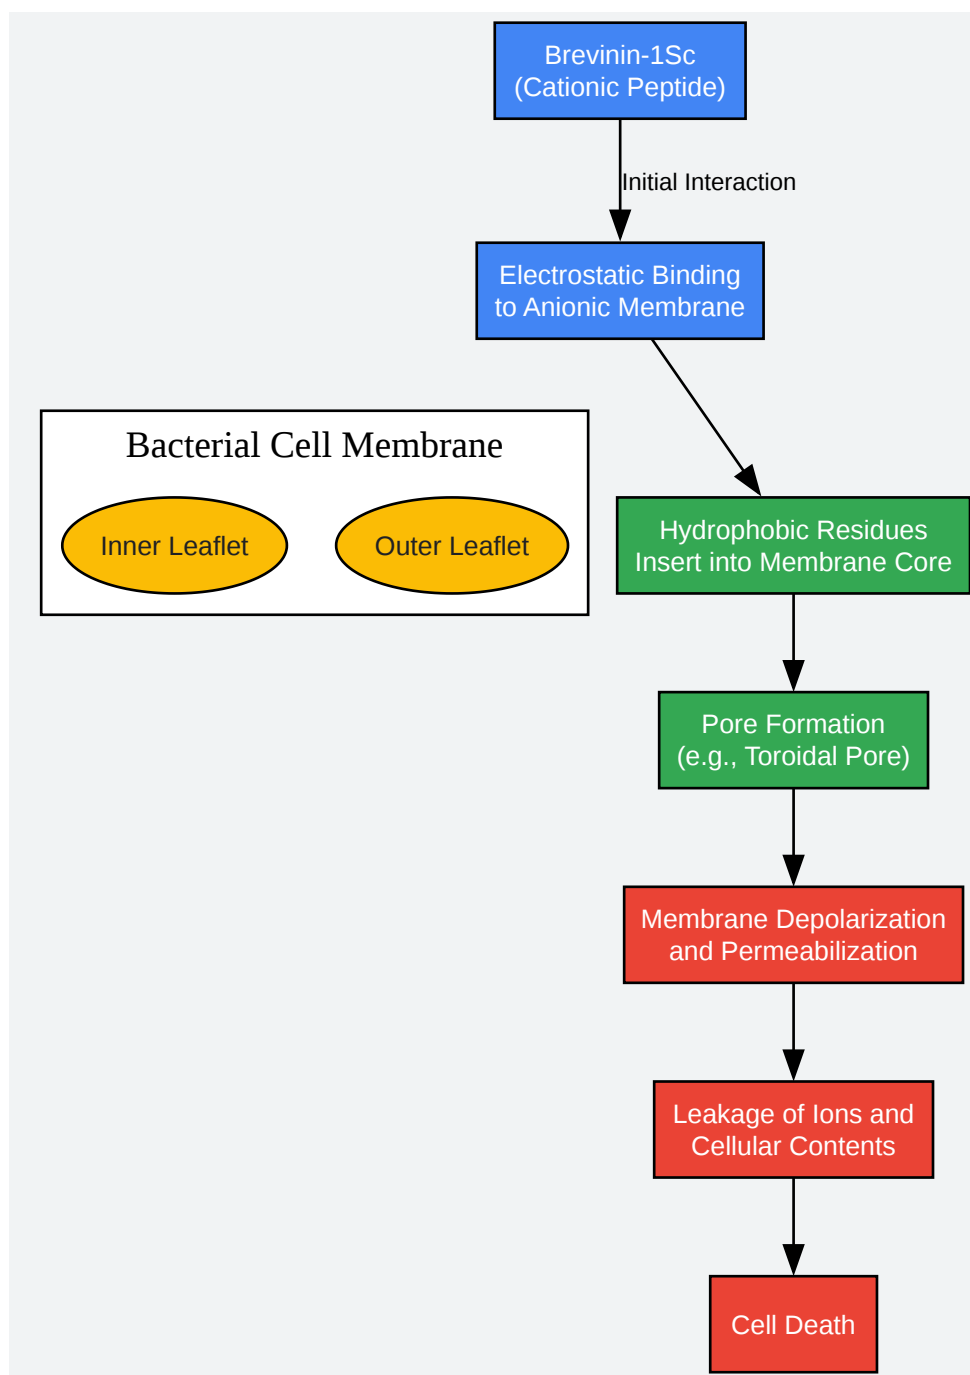 Brevinin-1Sc
(Cationic Peptide)
Initial Interaction
Electrostatic Binding
to Anionic Membrane
Bacterial Cell Membrane
Inner Leaflet
Outer Leaflet
Hydrophobic Residues
Insert into Membrane Core
Pore Formation
(e.g., Toroidal Pore)
Membrane Depolarization
and Permeabilization
Leakage of Ions and
Cellular Contents
Cell Death